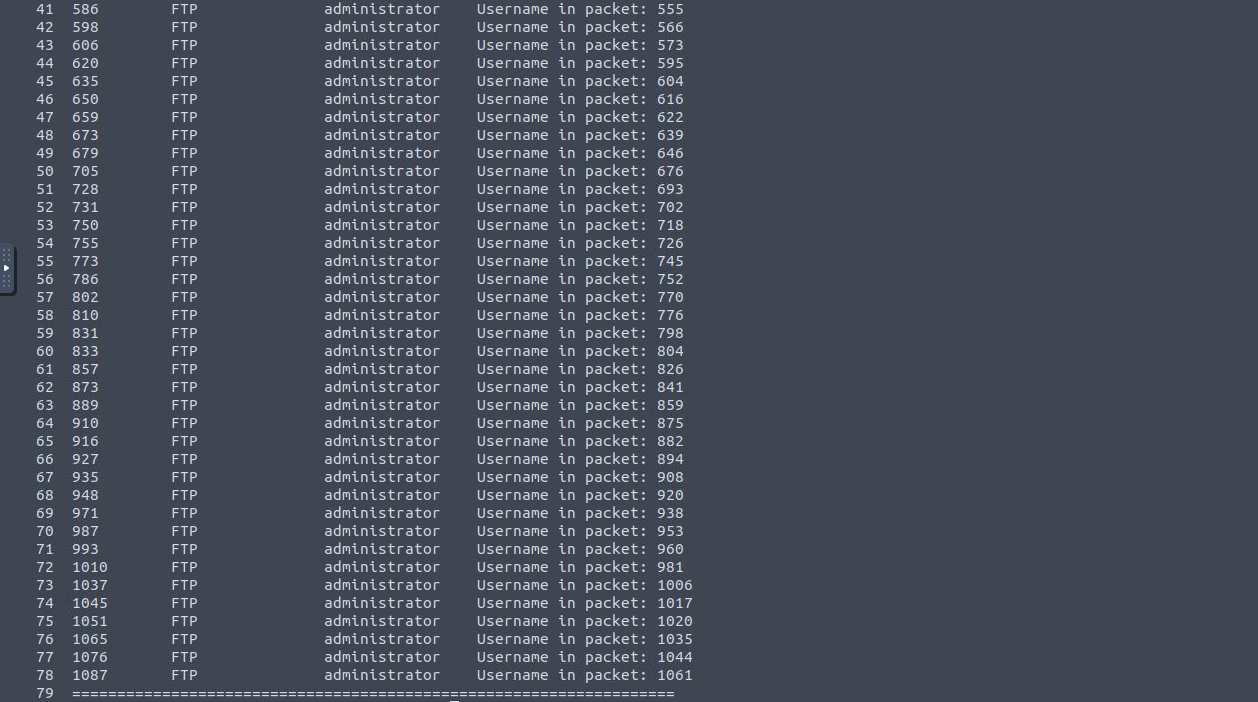 41 586 FTP administrator Username in packet: 555
42 598 FTP administrator Username in packet: 566
43 606 FTP administrator Username in packet: 573
44 620 FTP administrator Username in packet: 595
45 635 FTP administrator Username in packet: 604
46 650 FTP administrator Username in packet: 616
47 659 FTP administrator Username in packet: 622
48 673 FTP administrator Username in packet: 639
49 679 FTP administrator Username in packet: 646
50 705 FTP administrator Username in packet: 676
51 728 FTP administrator Username in packet: 693
52 731 FTP administrator Username in packet: 702
53 750 FTP administrator Username in packet: 718
54 755 FTP administrator Username in packet: 726
55 773 FTP administrator Username in packet: 745
56 786 FTP administrator Username in packet: 752
57 802 FTP administrator Username in packet: 770
58 810 FTP administrator Username in packet: 776
59 831 FTP administrator Username in packet: 798
60 833 FTP administrator Username in packet: 804
61 857 FTP administrator Username in packet: 826
62 873 FTP administrator Username in packet: 841
63 889 FTP administrator Username in packet: 859
64 910 FTP administrator Username in packet: 875
65 916 FTP administrator Username in packet: 882
66 927 FTP administrator Username in packet: 894
67 935 FTP administrator Username in packet: 908
68 948 FTP administrator Username in packet: 920
69 971 FTP administrator Username in packet: 938
70 987 FTP administrator Username in packet: 953
71 993 FTP administrator Username in packet: 960
72 1010 FTP administrator Username in packet: 981
73 1037 FTP administrator Username in packet: 1006
74 1045 FTP administrator Username in packet: 1017
75 1051 FTP administrator Username in packet: 1020
76 1065 FTP administrator Username in packet: 1035
77 1076 FTP administrator Username in packet: 1044
78 1087 FTP administrator Username in packet: 1061
79 ===================================================================